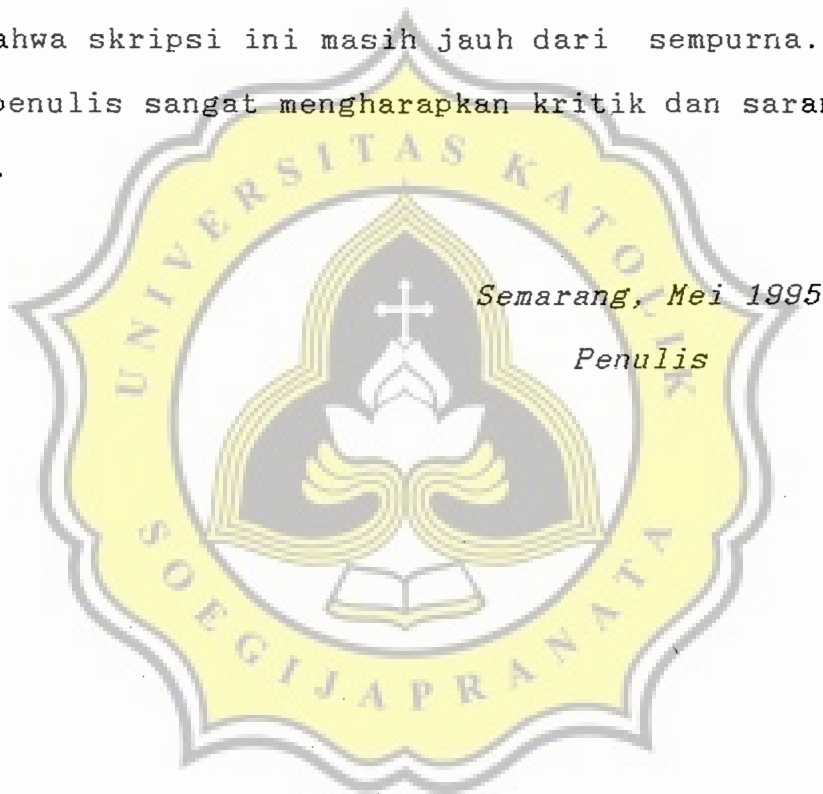 ahwa skripsi ini masih jauh dari sempurna.
penulis sangat mengharapkan kritik dan saran
.
Semarang, Mei 1995
Penulis
UNIVERSITAS KATOLIK
SOEGIJAPRANATA